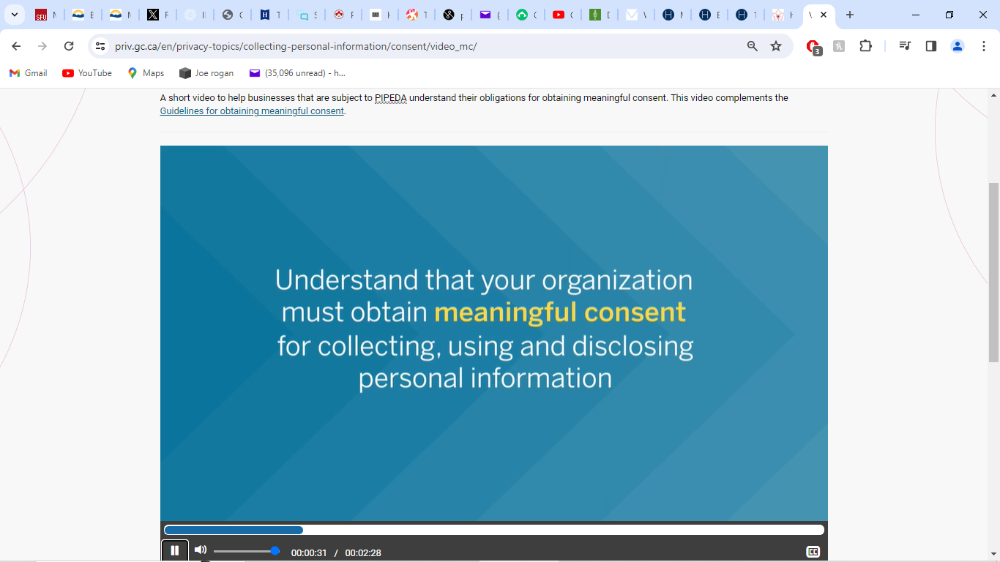 SFU
priv.gc.ca/en/privacy-topics/collecting-personal-information/consent/video_mc/
3
Gmail
YouTube
Maps
Joe rogan
(35,096 unread) - h...
A short video to help businesses that are subject to PIPEDA understand their obligations for obtaining meaningful consent. This video complements the
Guidelines for obtaining meaningful consent.
Understand that your organization
must obtain meaningful consent
for collecting, using and disclosing
personal information
00:00:31 / 00:02:28
CC